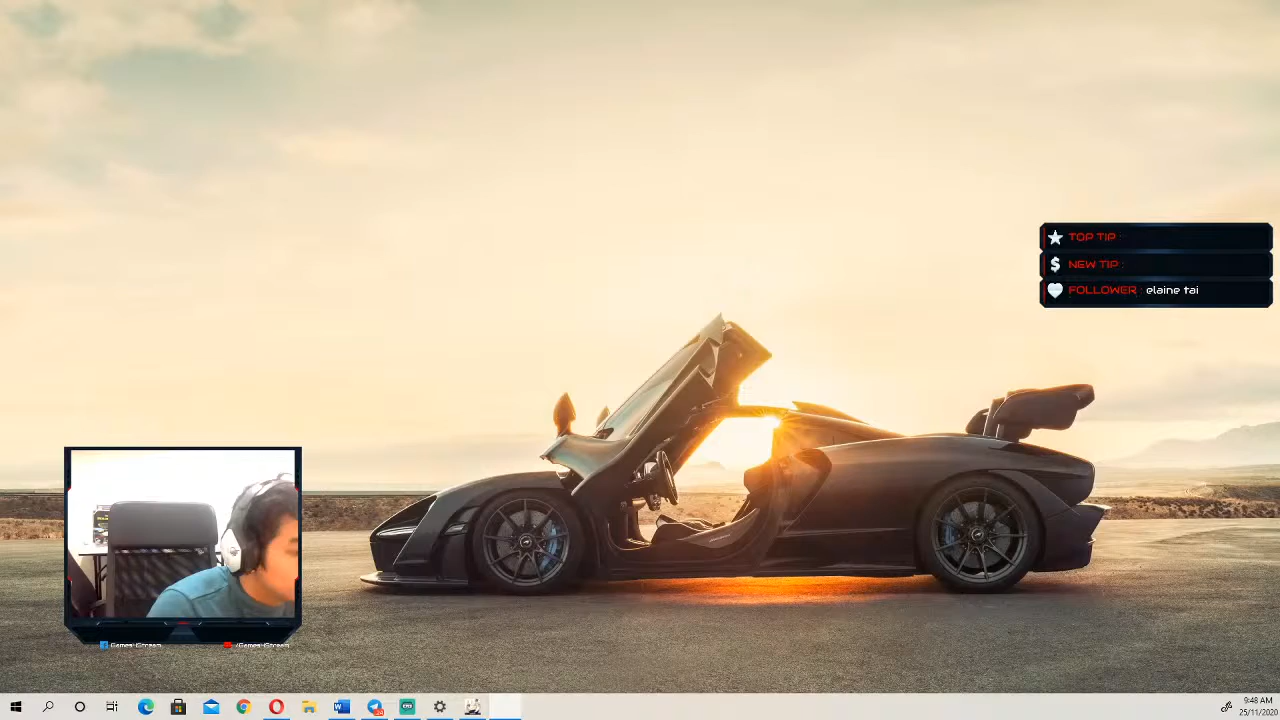 TOP TIP :
NEW TIP :
FOLLOWER : elaine tai
9:48 AM
25/11/2020